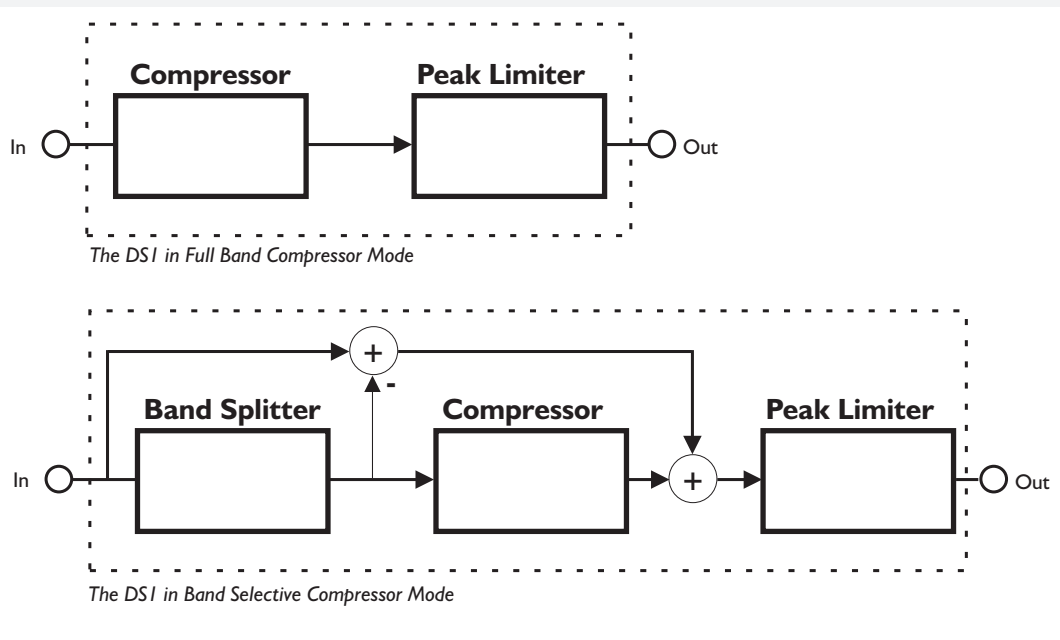 Compressor Peak Limiter
In Out
The DS1 in Full Band Compressor Mode
+
-
Band Splitter Compressor Peak Limiter
In + Out
The DS1 in Band Selective Compressor Mode